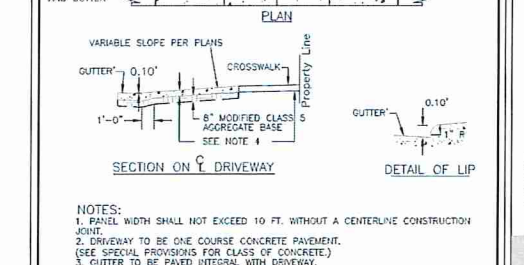 PLAN
VARIABLE SLOPE PER PLANS
GUTTER 0.10'
CROSSWALK
Property Line
1'-0"
8" MODIFIED CLASS 5
AGGREGATE BASE
SEE NOTE 4
SECTION ON ℄ DRIVEWAY
0.10'
GUTTER
1" R
DETAIL OF LIP
NOTES:
1. PANEL WIDTH SHALL NOT EXCEED 10 FT. WITHOUT A CENTERLINE CONSTRUCTION
JOINT.
2. DRIVEWAY TO BE ONE COURSE CONCRETE PAVEMENT.
(SEE SPECIAL PROVISIONS FOR CLASS OF CONCRETE.)
3. GUTTER TO BE PAVED INTEGRAL WITH DRIVEWAY.